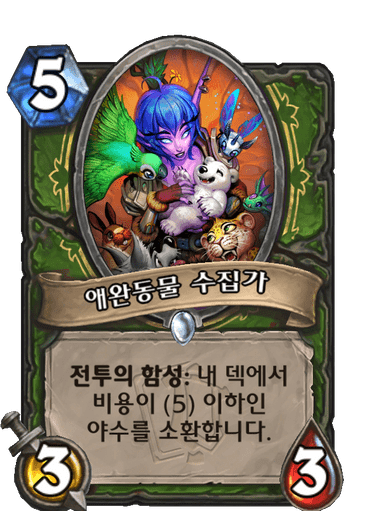 5
애완동물 수집가
전투의 함성: 내 덱에서
비용이 (5) 이하인
야수를 소환합니다.
3 3